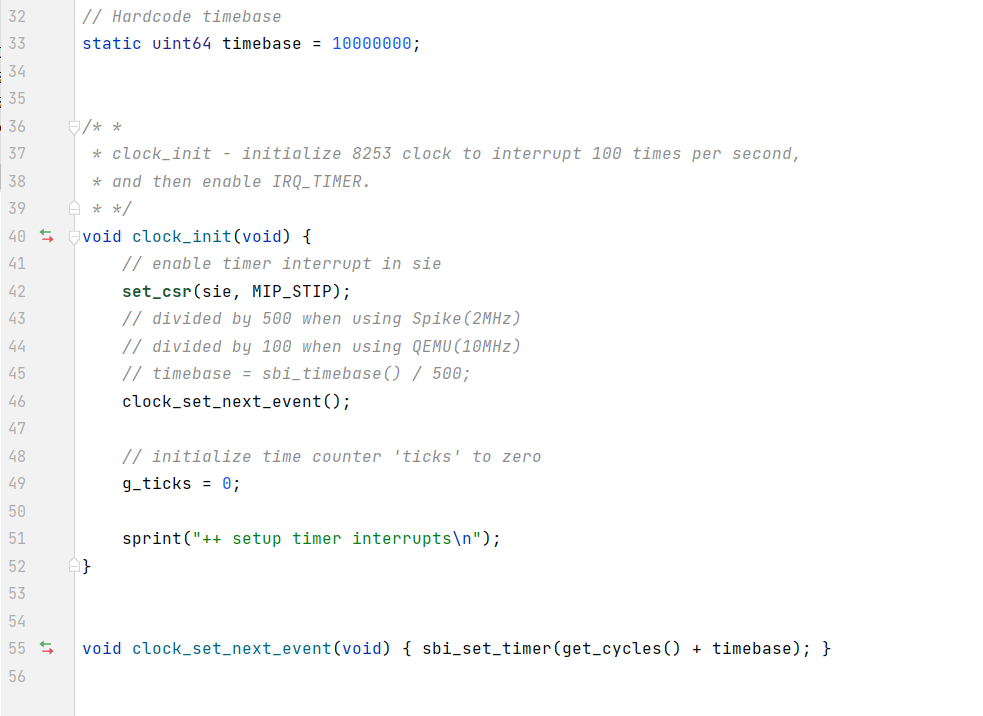 32 // Hardcode timebase
33 static uint64 timebase = 10000000;
34
35
36 /* *
37  * clock_init - initialize 8253 clock to interrupt 100 times per second,
38  * and then enable IRQ_TIMER.
39  * */
40 void clock_init(void) {
41     // enable timer interrupt in sie
42     set_csr(sie, MIP_STIP);
43     // divided by 500 when using Spike(2MHz)
44     // divided by 100 when using QEMU(10MHz)
45     // timebase = sbi_timebase() / 500;
46     clock_set_next_event();
47
48     // initialize time counter 'ticks' to zero
49     g_ticks = 0;
50
51     sprint("++ setup timer interrupts\n");
52 }
53
54
55 void clock_set_next_event(void) { sbi_set_timer(get_cycles() + timebase); }
56